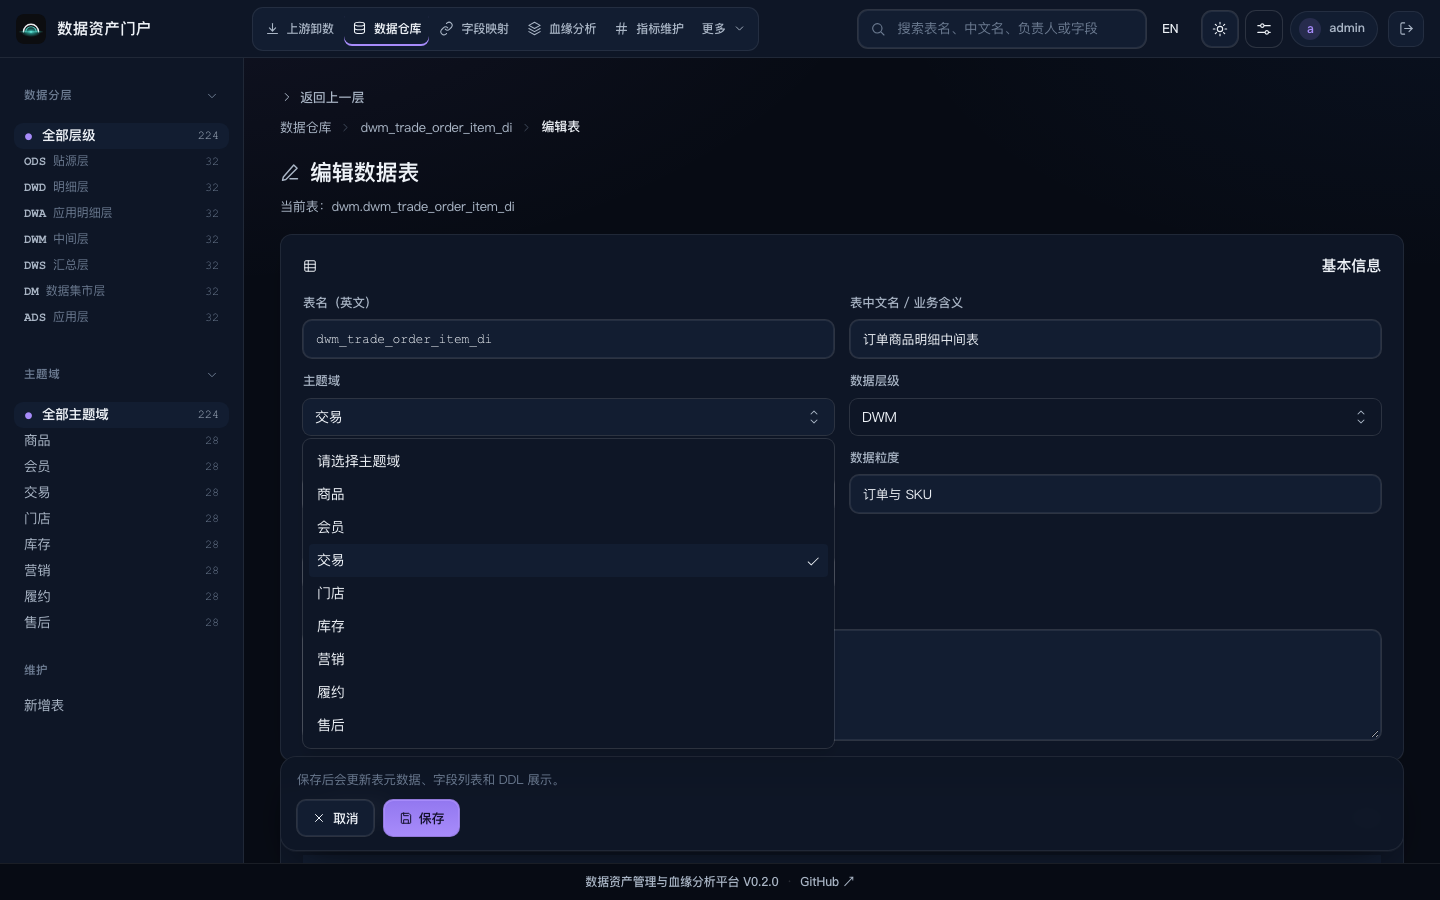 数据资产门户
上游卸数 数据仓库 字段映射 血缘分析 指标维护 更多
搜索表名、中文名、负责人或字段
EN
a admin
数据分层
全部层级 224
ODS 贴源层 32
DWD 明细层 32
DWA 应用明细层 32
DWM 中间层 32
DWS 汇总层 32
DM 数据集市层 32
ADS 应用层 32
主题域
全部主题域 224
商品 28
会员 28
交易 28
门店 28
库存 28
营销 28
履约 28
售后 28
维护
新增表
返回上一层
数据仓库 dwm_trade_order_item_di 编辑表
编辑数据表
当前表：dwm.dwm_trade_order_item_di
基本信息
表名（英文）
dwm_trade_order_item_di
表中文名 / 业务含义
订单商品明细中间表
主题域
交易
数据层级
DWM
请选择主题域
商品
会员
交易
门店
库存
营销
履约
售后
数据粒度
订单与 SKU
保存后会更新表元数据、字段列表和 DDL 展示。
取消 保存
数据资产管理与血缘分析平台 V0.2.0 · GitHub ↗